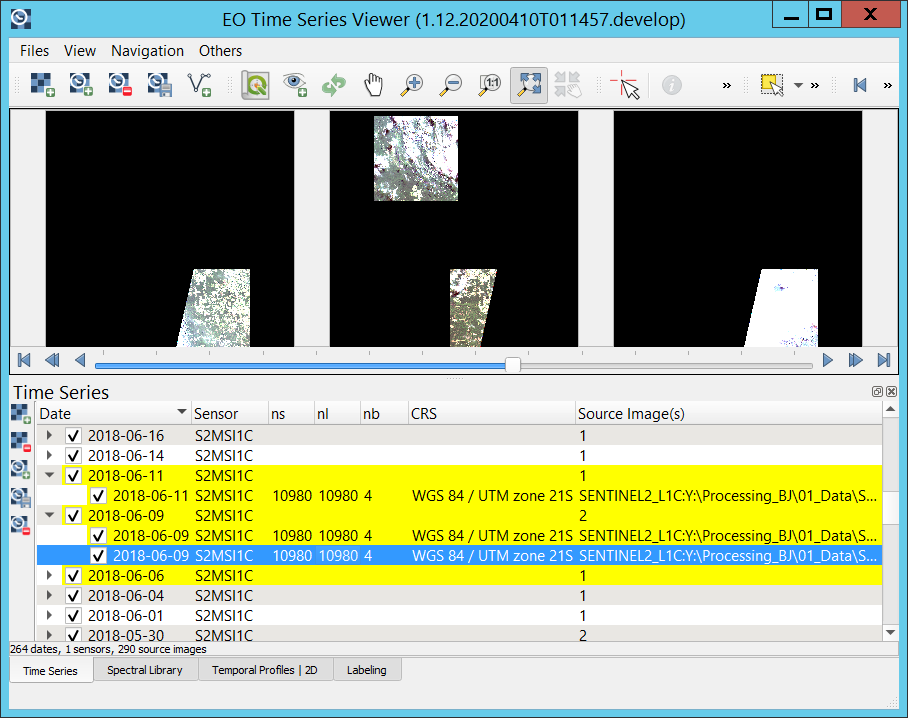 EO Time Series Viewer (1.12.20200410T011457.develop)
Files View Navigation Others
1:1 » » »
Time Series
Date Sensor ns nl nb CRS Source Image(s)
2018-06-16 S2MSI1C 1
2018-06-14 S2MSI1C 1
2018-06-11 S2MSI1C 1
2018-06-11 S2MSI1C 10980 10980 4 WGS 84 / UTM zone 21S SENTINEL2_L1C:Y:\Processing_BJ\01_Data\S...
2018-06-09 S2MSI1C 2
2018-06-09 S2MSI1C 10980 10980 4 WGS 84 / UTM zone 21S SENTINEL2_L1C:Y:\Processing_BJ\01_Data\S...
2018-06-09 S2MSI1C 10980 10980 4 WGS 84 / UTM zone 21S SENTINEL2_L1C:Y:\Processing_BJ\01_Data\S...
2018-06-06 S2MSI1C 1
2018-06-04 S2MSI1C 1
2018-06-01 S2MSI1C 1
2018-05-30 S2MSI1C 2
264 dates, 1 sensors, 290 source images
Time Series Spectral Library Temporal Profiles | 2D Labeling